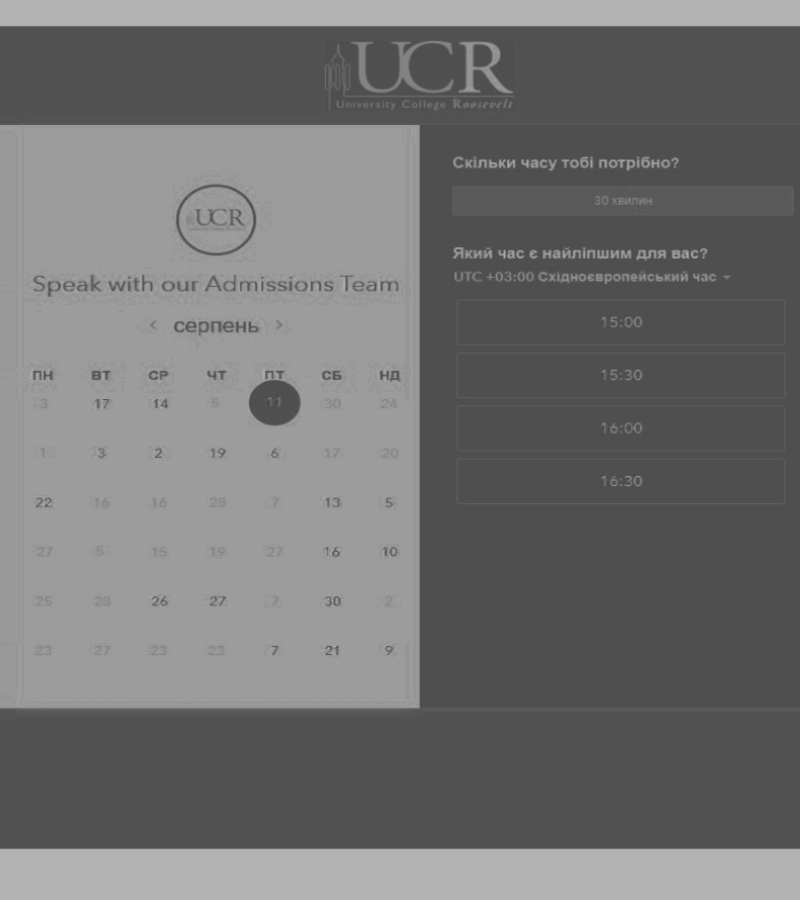 UCR
University College Roosevelt
UCR
Speak with our Admissions Team
< серпень >
ПН ВТ СР ЧТ ПТ СБ НД
3 17 14 5 11 30 24
1 3 2 19 6 17 20
22 16 16 28 7 13 5
27 5 15 19 27 16 10
25 28 26 27 7 30 2
23 27 23 23 7 21 9
Скільки часу тобі потрібно?
30 хвилин
Який час є найліпшим для вас?
UTC +03:00 Східноєвропейський час
15:00
15:30
16:00
16:30